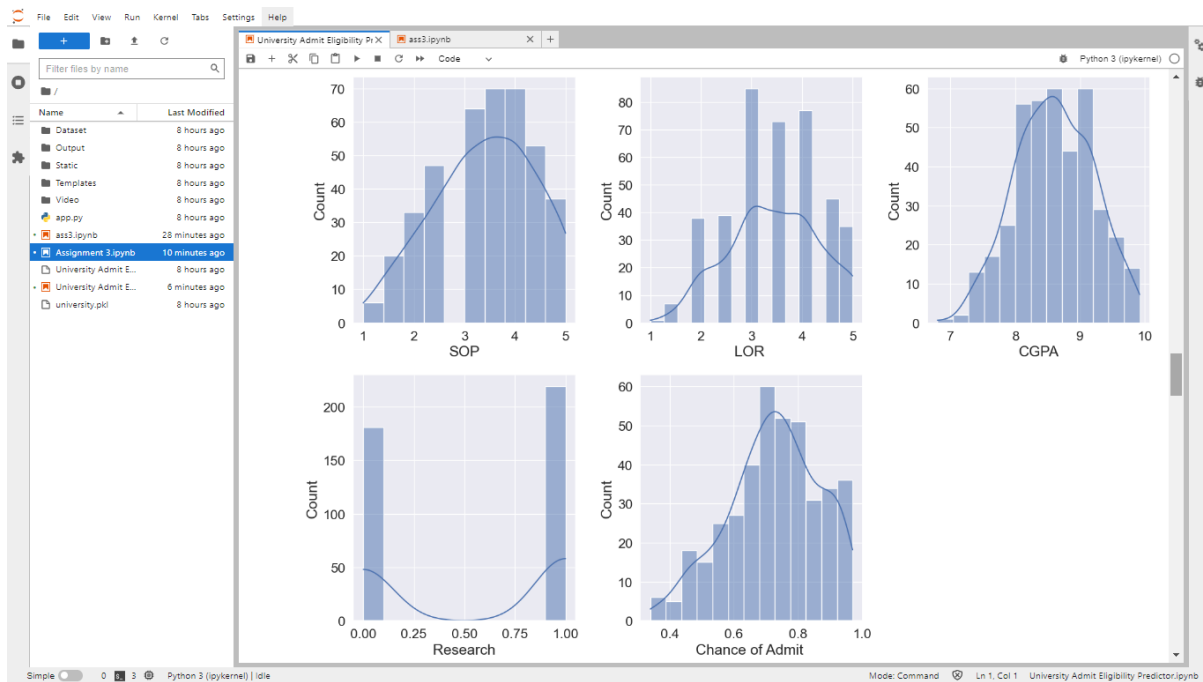 File Edit View Run Kernel Tabs Settings Help
University Admit Eligibility Pr
ass3.ipynb
Code
Python 3 (ipykernel)
Filter files by name
/
Name Last Modified
Dataset 8 hours ago
Output 8 hours ago
Static 8 hours ago
Templates 8 hours ago
Video 8 hours ago
app.py 8 hours ago
ass3.ipynb 28 minutes ago
Assignment 3.ipynb 10 minutes ago
University Admit E... 8 hours ago
University Admit E... 6 minutes ago
university.pkl 8 hours ago
70
60
50
40
30
20
10
0
Count
1 2 3 4 5
SOP
80
70
60
50
40
30
20
10
0
Count
1 2 3 4 5
LOR
60
50
40
30
20
10
0
Count
7 8 9 10
CGPA
200
150
100
50
0
Count
0.00 0.25 0.50 0.75 1.00
Research
60
50
40
30
20
10
0
Count
0.4 0.6 0.8 1.0
Chance of Admit
Simple 0 3 Python 3 (ipykernel) | Idle
Mode: Command Ln 1, Col 1 University Admit Eligibility Predictor.ipynb